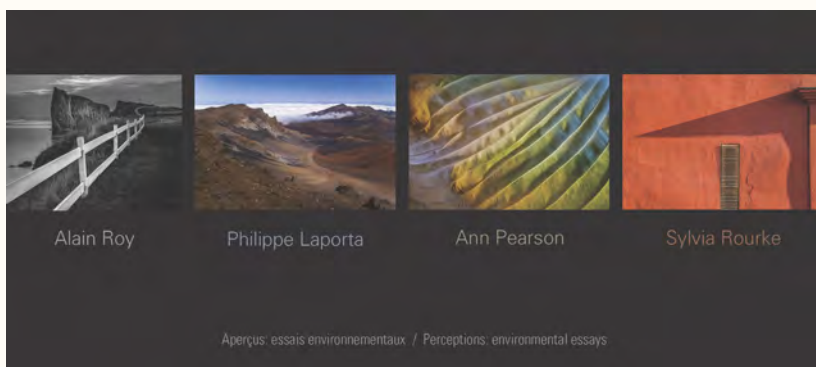 Alain Roy
Philippe Laporta
Ann Pearson
Sylvia Rourke
Aperçus: essais environnementaux / Perceptions: environmental essays